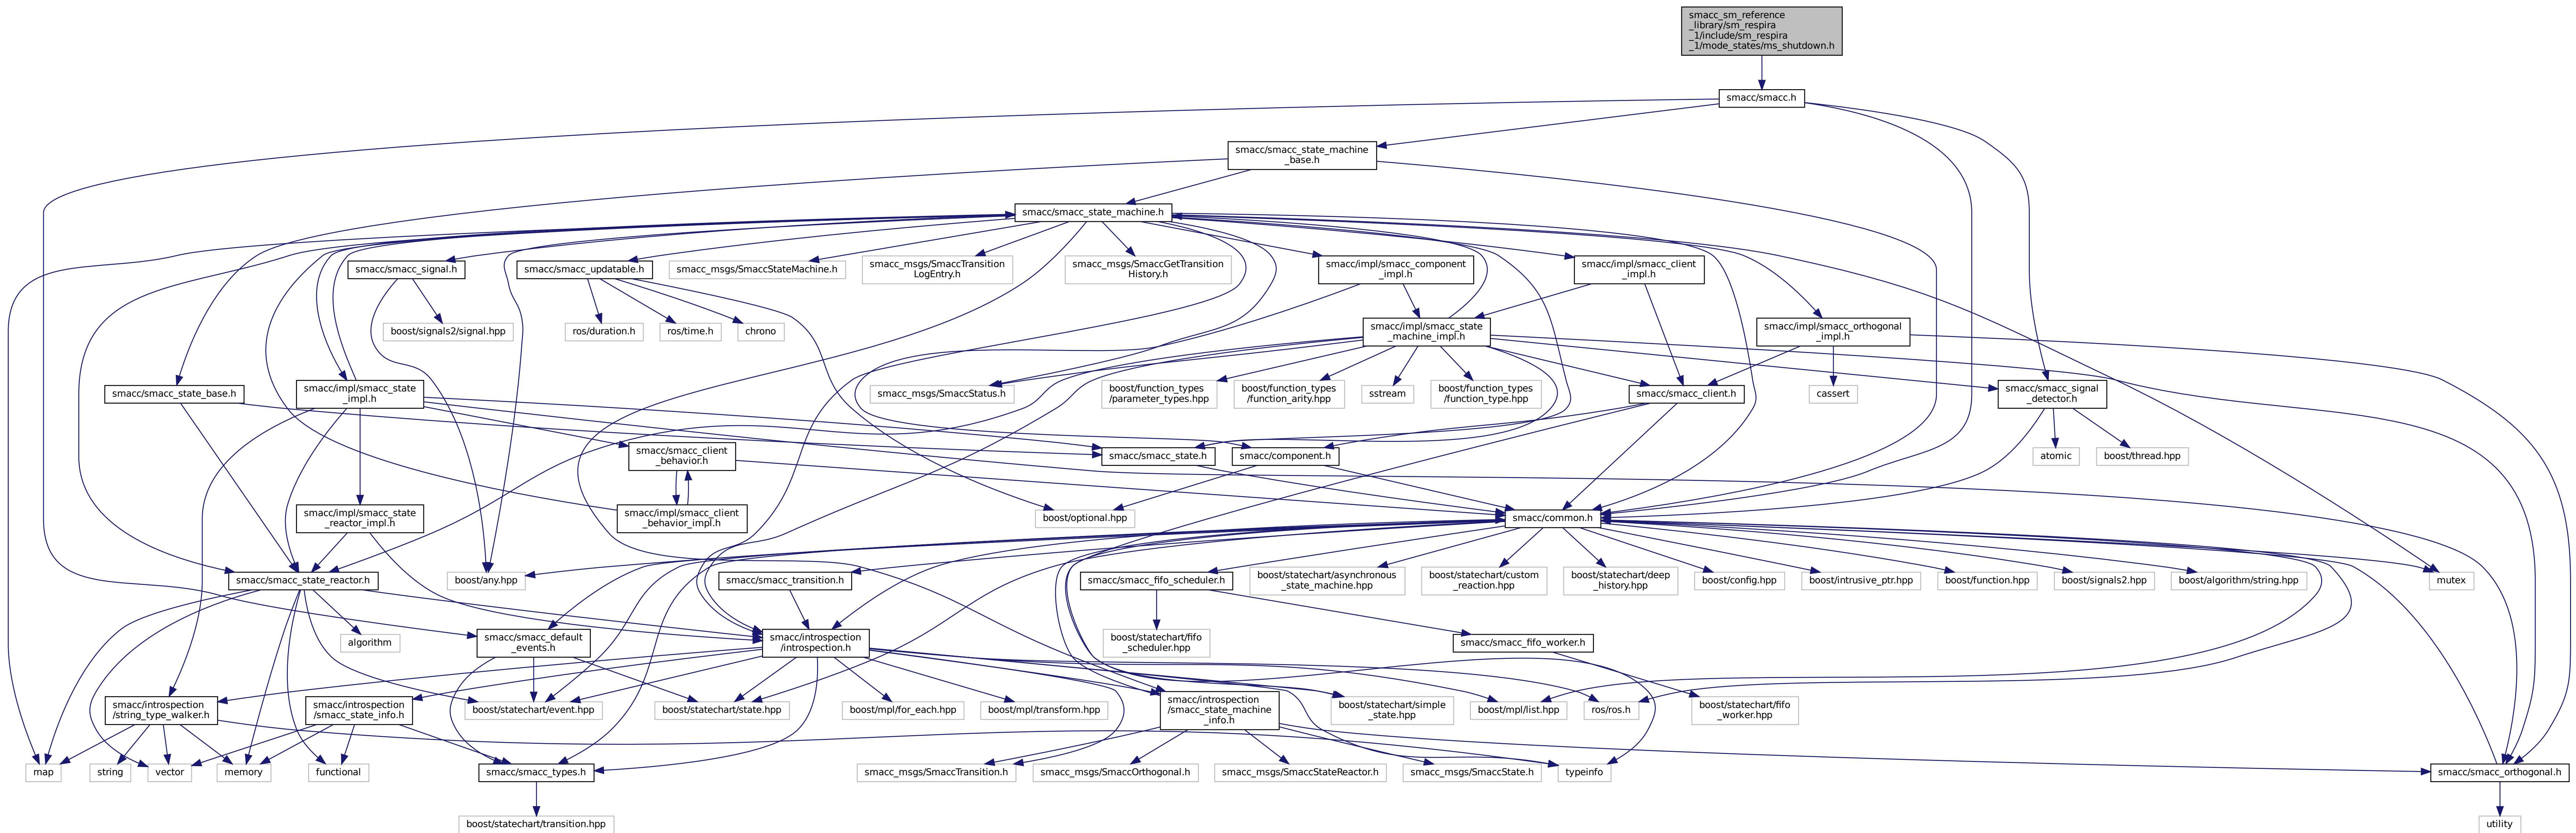 smacc_sm_reference
_library/sm_respira
_1/include/sm_respira
_1/mode_states/ms_shutdown.h
smacc/smacc.h
smacc/smacc_state_machine
_base.h
smacc/smacc_state_machine.h
smacc/smacc_signal.h
smacc/smacc_updatable.h
smacc_msgs/SmaccStateMachine.h
smacc_msgs/SmaccTransition
LogEntry.h
smacc_msgs/SmaccGetTransition
History.h
smacc/impl/smacc_component
_impl.h
smacc/impl/smacc_client
_impl.h
boost/signals2/signal.hpp
ros/duration.h
ros/time.h
chrono
smacc/impl/smacc_state
_machine_impl.h
smacc/impl/smacc_orthogonal
_impl.h
smacc/smacc_state_base.h
smacc/impl/smacc_state
_impl.h
smacc_msgs/SmaccStatus.h
boost/function_types
/parameter_types.hpp
boost/function_types
/function_arity.hpp
sstream
boost/function_types
/function_type.hpp
smacc/smacc_client.h
cassert
smacc/smacc_signal
_detector.h
smacc/smacc_client
_behavior.h
smacc/smacc_state.h
smacc/component.h
atomic
boost/thread.hpp
smacc/impl/smacc_state
_reactor_impl.h
smacc/impl/smacc_client
_behavior_impl.h
boost/optional.hpp
smacc/common.h
smacc/smacc_state_reactor.h
boost/any.hpp
smacc/smacc_transition.h
smacc/smacc_fifo_scheduler.h
boost/statechart/asynchronous
_state_machine.hpp
boost/statechart/custom
_reaction.hpp
boost/statechart/deep
_history.hpp
boost/config.hpp
boost/intrusive_ptr.hpp
boost/function.hpp
boost/signals2.hpp
boost/algorithm/string.hpp
mutex
algorithm
smacc/smacc_default
_events.h
smacc/introspection
/introspection.h
boost/statechart/fifo
_scheduler.hpp
smacc/smacc_fifo_worker.h
smacc/introspection
/string_type_walker.h
smacc/introspection
/smacc_state_info.h
boost/statechart/event.hpp
boost/statechart/state.hpp
boost/mpl/for_each.hpp
boost/mpl/transform.hpp
smacc/introspection
/smacc_state_machine
_info.h
boost/statechart/simple
_state.hpp
boost/mpl/list.hpp
ros/ros.h
boost/statechart/fifo
_worker.hpp
map
string
vector
memory
functional
smacc/smacc_types.h
smacc_msgs/SmaccTransition.h
smacc_msgs/SmaccOrthogonal.h
smacc_msgs/SmaccStateReactor.h
smacc_msgs/SmaccState.h
typeinfo
smacc/smacc_orthogonal.h
boost/statechart/transition.hpp
utility